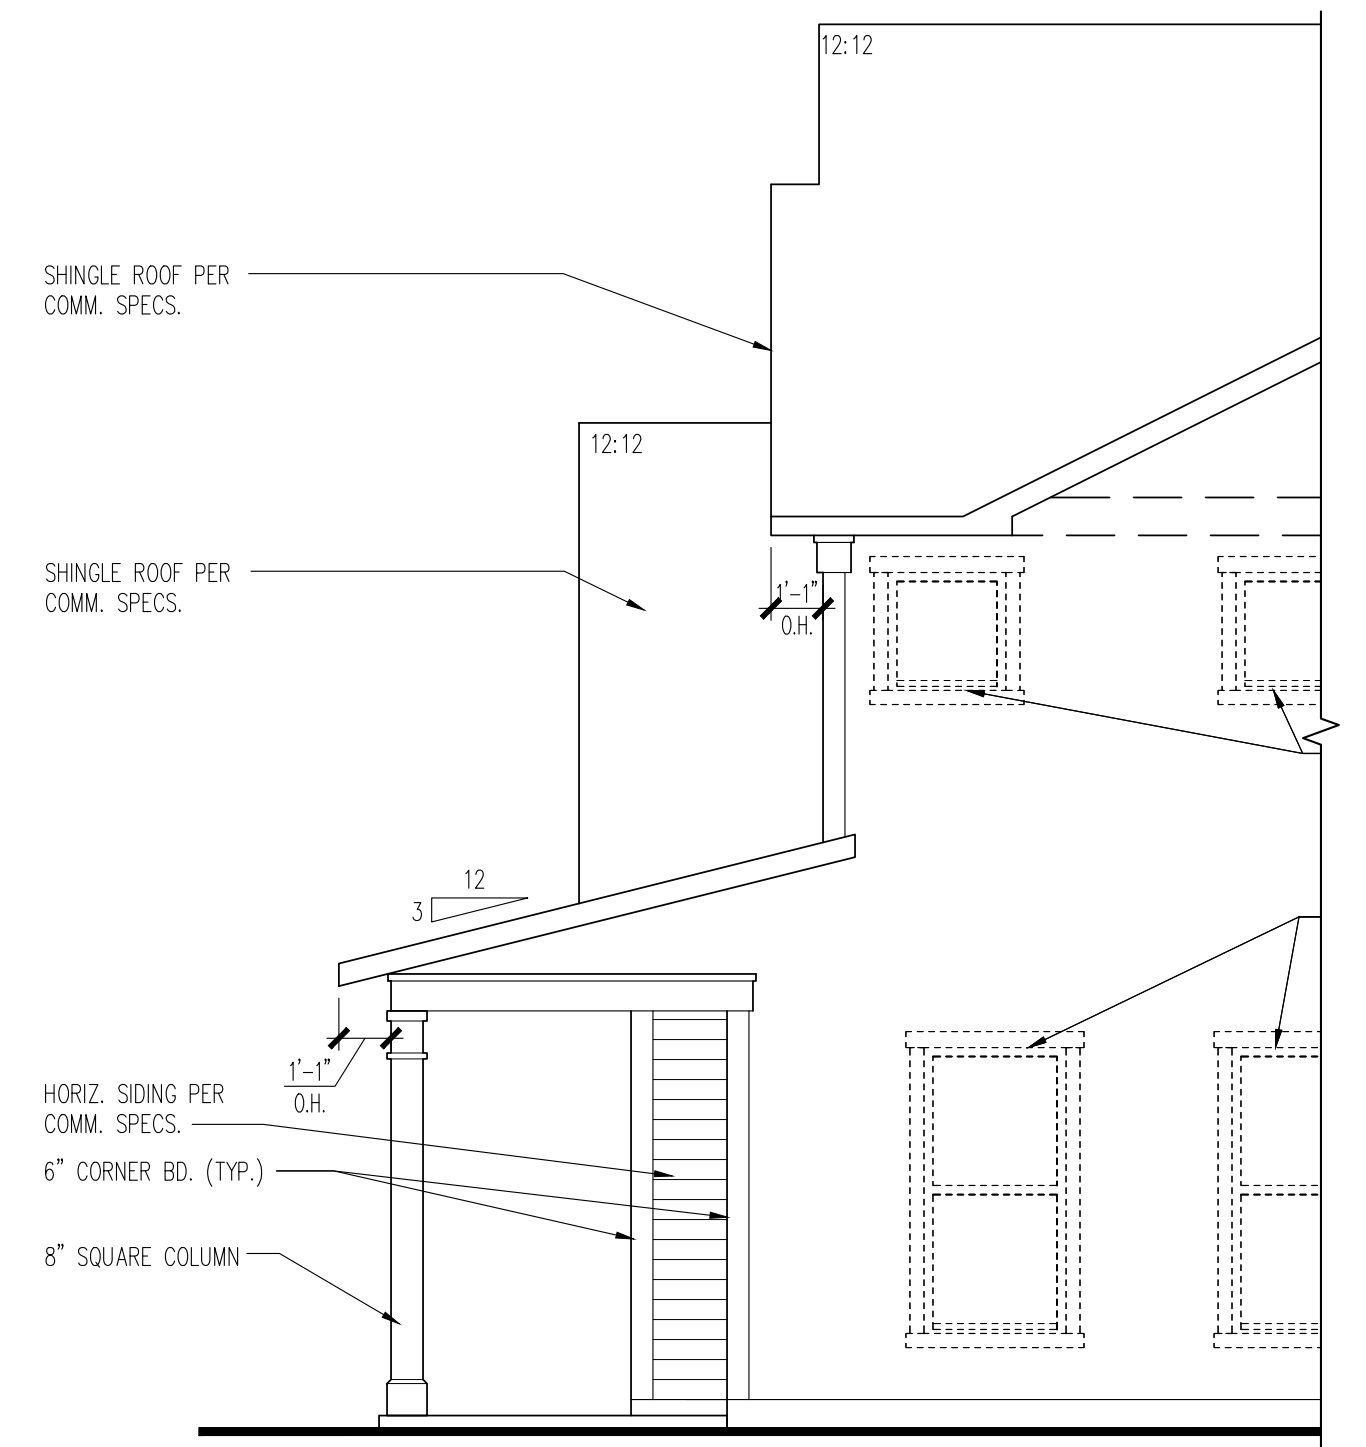 12:12
SHINGLE ROOF PER
COMM. SPECS.
12:12
SHINGLE ROOF PER
COMM. SPECS.
1'-1"
O.H.
12
3
1'-1"
O.H.
HORIZ. SIDING PER
COMM. SPECS.
6" CORNER BD. (TYP.)
8" SQUARE COLUMN